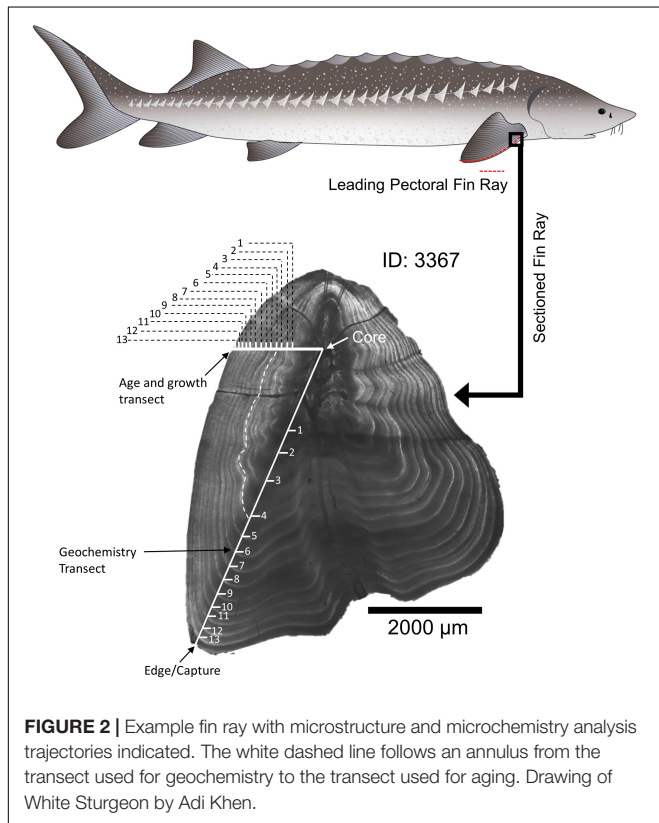 Leading Pectoral Fin Ray
Sectioned Fin Ray
ID: 3367
1
2
3
4
5
6
7
8
9
10
11
12
13
Core
Age and growth
transect
1
2
3
4
5
Geochemistry
Transect
6
7
8
9
10
11
12
13
2000 µm
Edge/Capture
FIGURE 2 | Example fin ray with microstructure and microchemistry analysis
trajectories indicated. The white dashed line follows an annulus from the
transect used for geochemistry to the transect used for aging. Drawing of
White Sturgeon by Adi Khen.